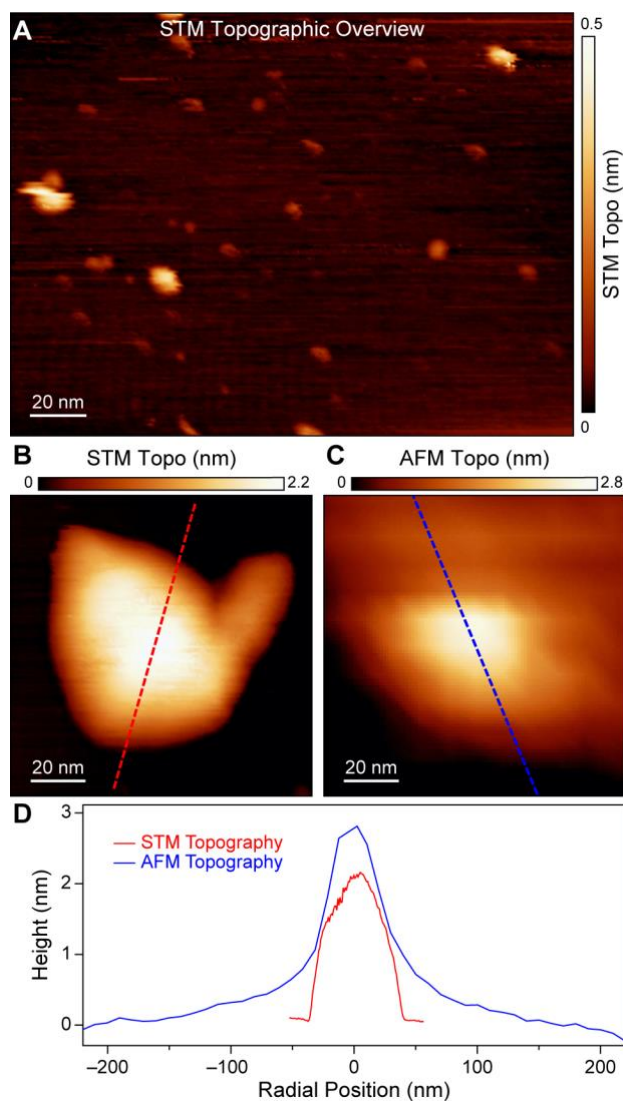 A
STM Topographic Overview
0.5
STM Topo (nm)
0
20 nm
B
STM Topo (nm)
0
2.2
20 nm
C
AFM Topo (nm)
0
2.8
20 nm
D
3
2
1
0
Height (nm)
STM Topography
AFM Topography
–200
–100
0
100
200
Radial Position (nm)